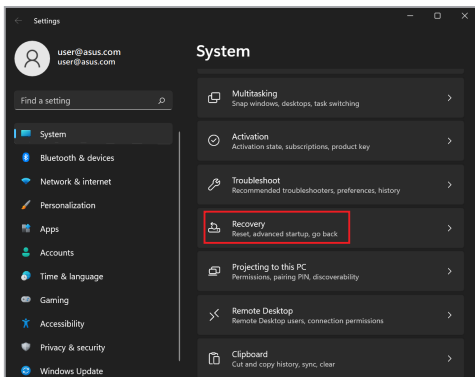 Settings
user@asus.com
user@asus.com
Find a setting
System
Bluetooth & devices
Network & internet
Personalization
Apps
Accounts
Time & language
Gaming
Accessibility
Privacy & security
Windows Update
System
Multitasking
Snap windows, desktops, task switching
Activation
Activation state, subscriptions, product key
Troubleshoot
Recommended troubleshooters, preferences, history
Recovery
Reset, advanced startup, go back
Projecting to this PC
Permissions, pairing PIN, discoverability
Remote Desktop
Remote Desktop users, connection permissions
Clipboard
Cut and copy history, sync, clear